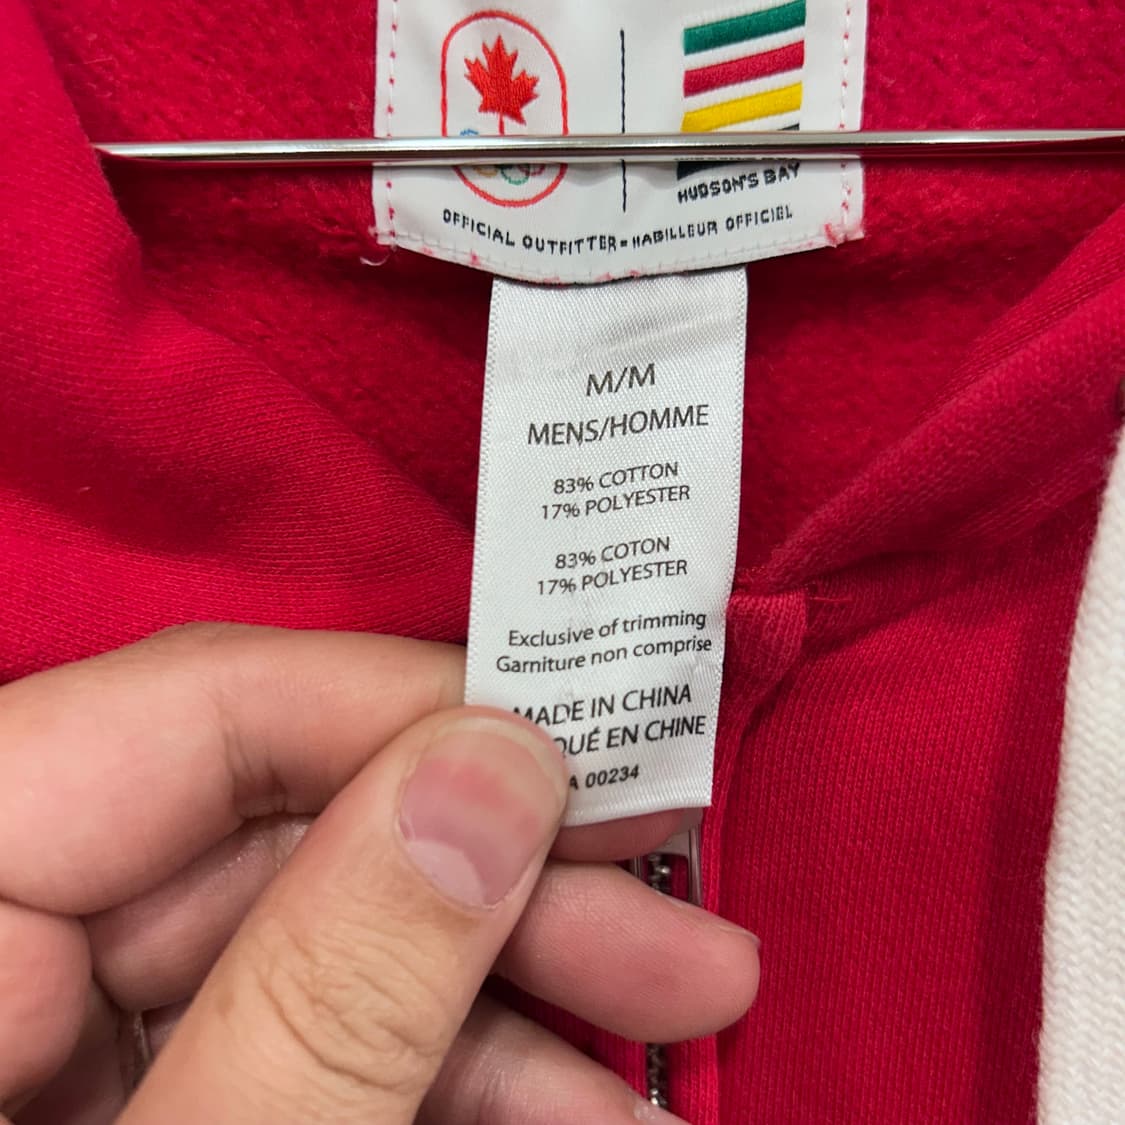 HUDSON'S BAY
OFFICIAL OUTFITTER HABILLEUR OFFICIEL
M/M
MENS/HOMME
83% COTTON
17% POLYESTER
83% COTON
17% POLYESTER
Exclusive of trimming
Garniture non comprise
MADE IN CHINA
QUÉ EN CHINE
A 00234